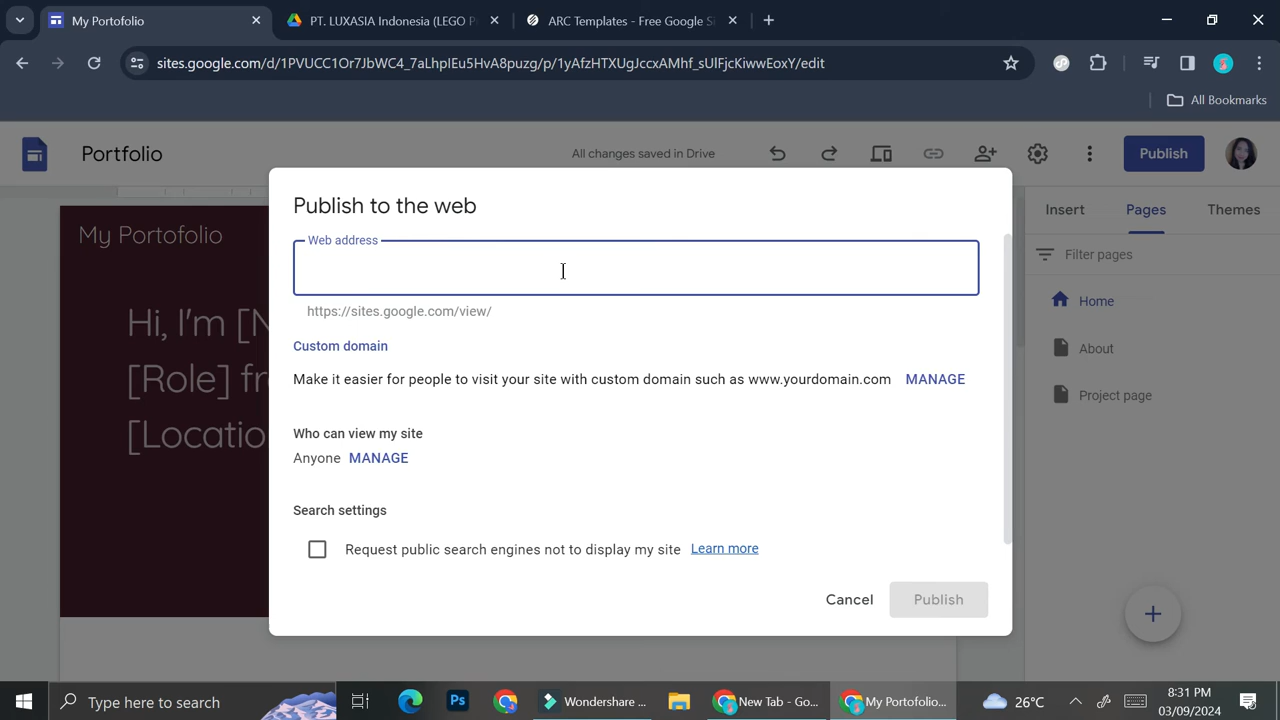 My Portofolio
PT. LUXASIA Indonesia (LEGO P
ARC Templates - Free Google Si
sites.google.com/d/1PVUCC1Or7JbWC4_7aLhpIEu5HvA8puzg/p/1yAfzHTXUgJccxAMhf_sUlFjcKiwwEoxY/edit
All Bookmarks
Portfolio
All changes saved in Drive
Publish
My Portofolio
Hi, I'm [N
[Role] fr
[Locatio
Insert
Pages
Themes
Filter pages
Home
About
Project page
Publish to the web
Web address
https://sites.google.com/view/
Custom domain
Make it easier for people to visit your site with custom domain such as www.yourdomain.com MANAGE
Who can view my site
Anyone MANAGE
Search settings
Request public search engines not to display my site Learn more
Cancel
Publish
Type here to search
Ps
Wondershare ...
New Tab - Go...
My Portofolio...
26°C
8:31 PM
03/09/2024